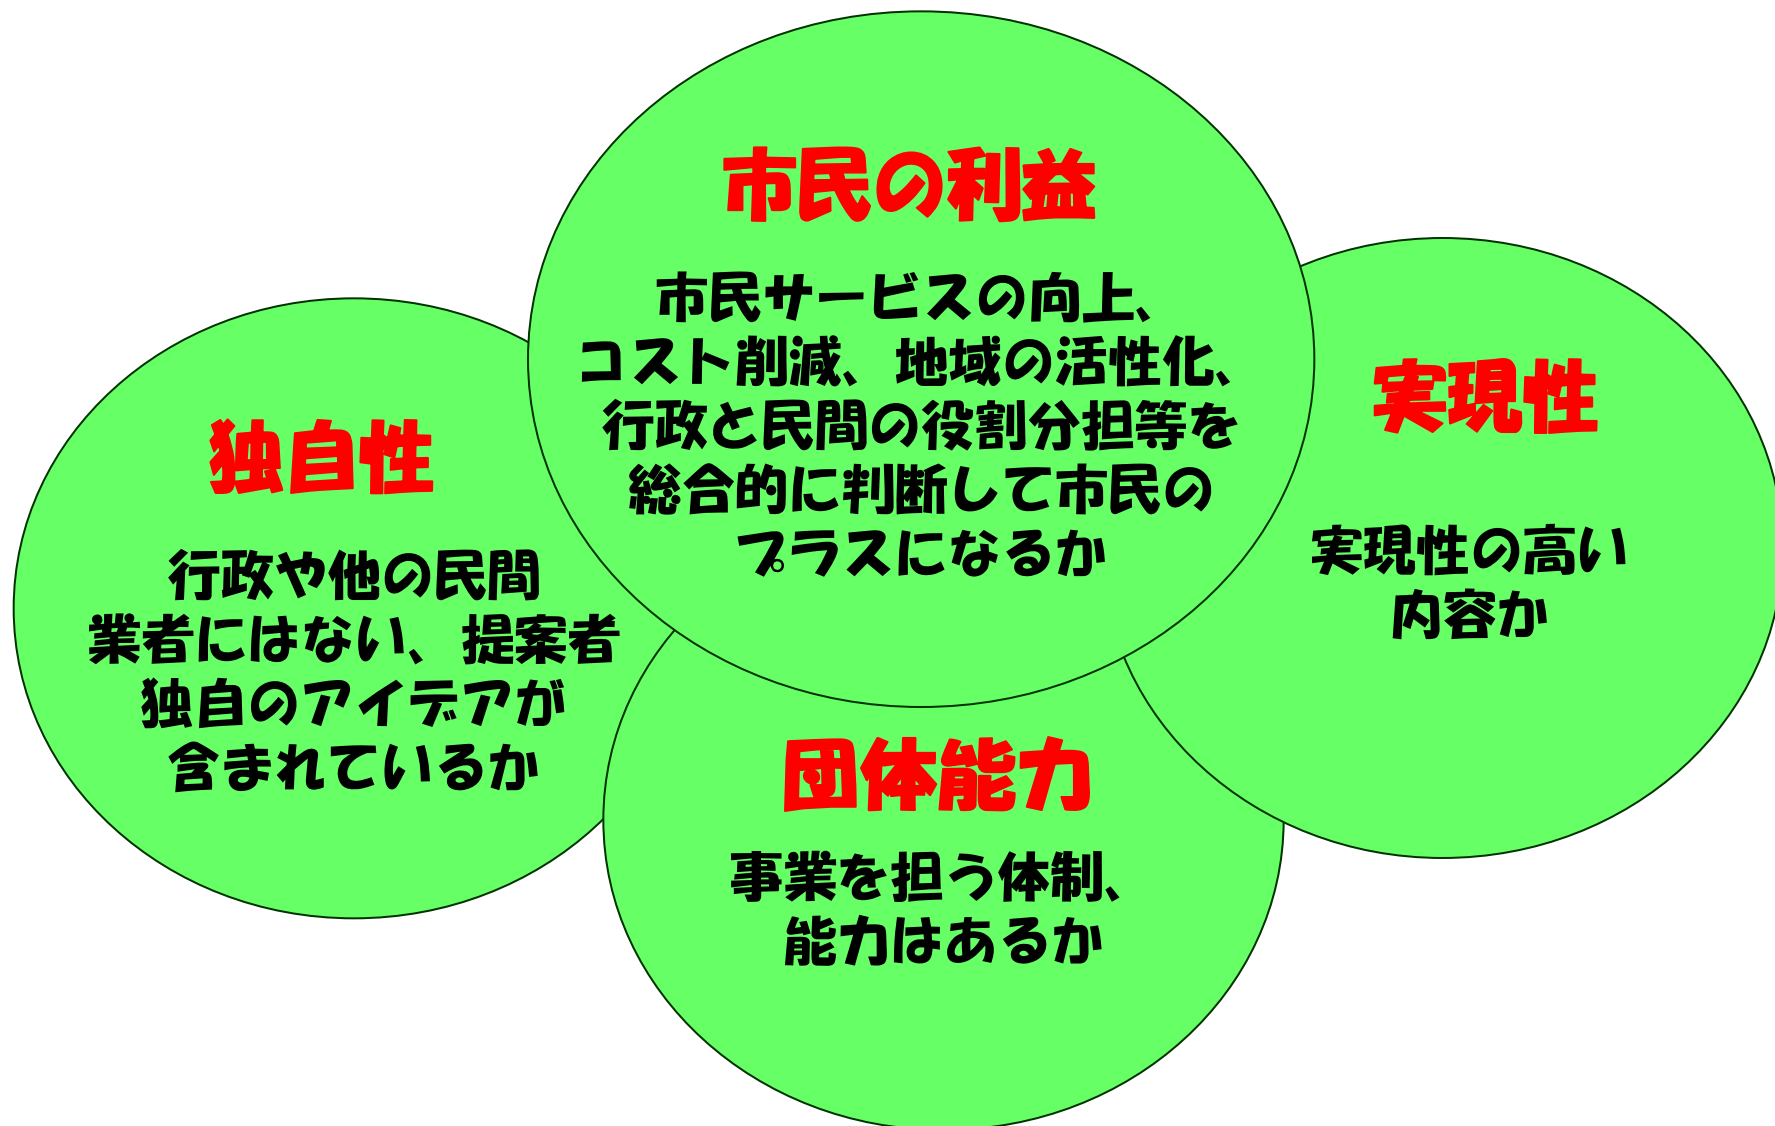 市民の利益
市民サービスの向上、
コスト削減、地域の活性化、
行政と民間の役割分担等を
総合的に判断して市民の
プラスになるか
独自性
行政や他の民間
業者にはない、提案者
独自のアイデアが
含まれているか
実現性
実現性の高い
内容か
団体能力
事業を担う体制、
能力はあるか